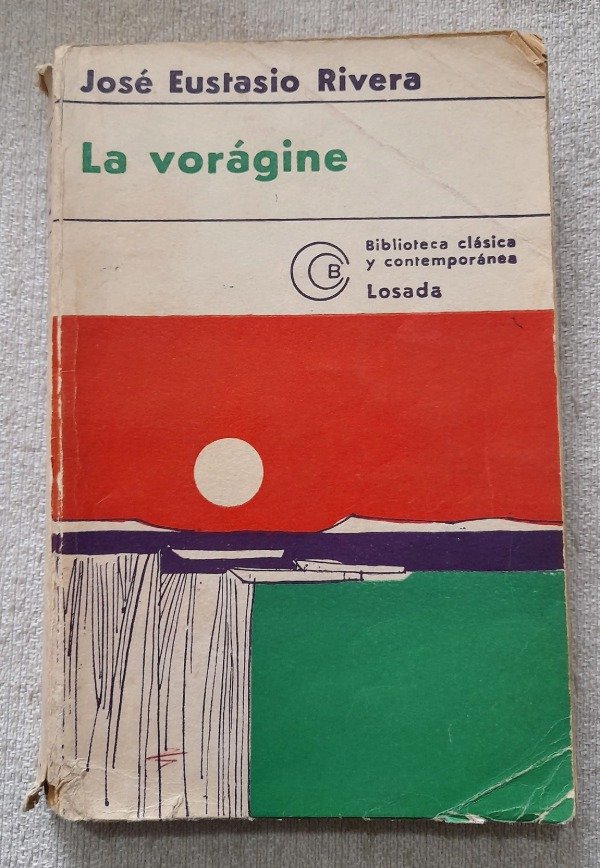 José Eustasio Rivera
La vorágine
B
Biblioteca clásica
y contemporánea
Losada